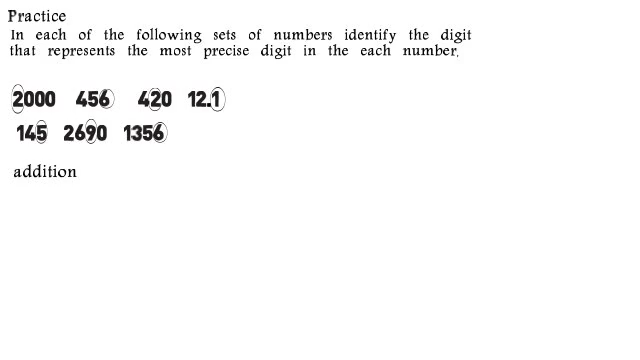 Practice
In each of the following sets of numbers identify the digit
that represents the most precise digit in the each number.
2000 456 420 12.1
145 2690 1356
addition